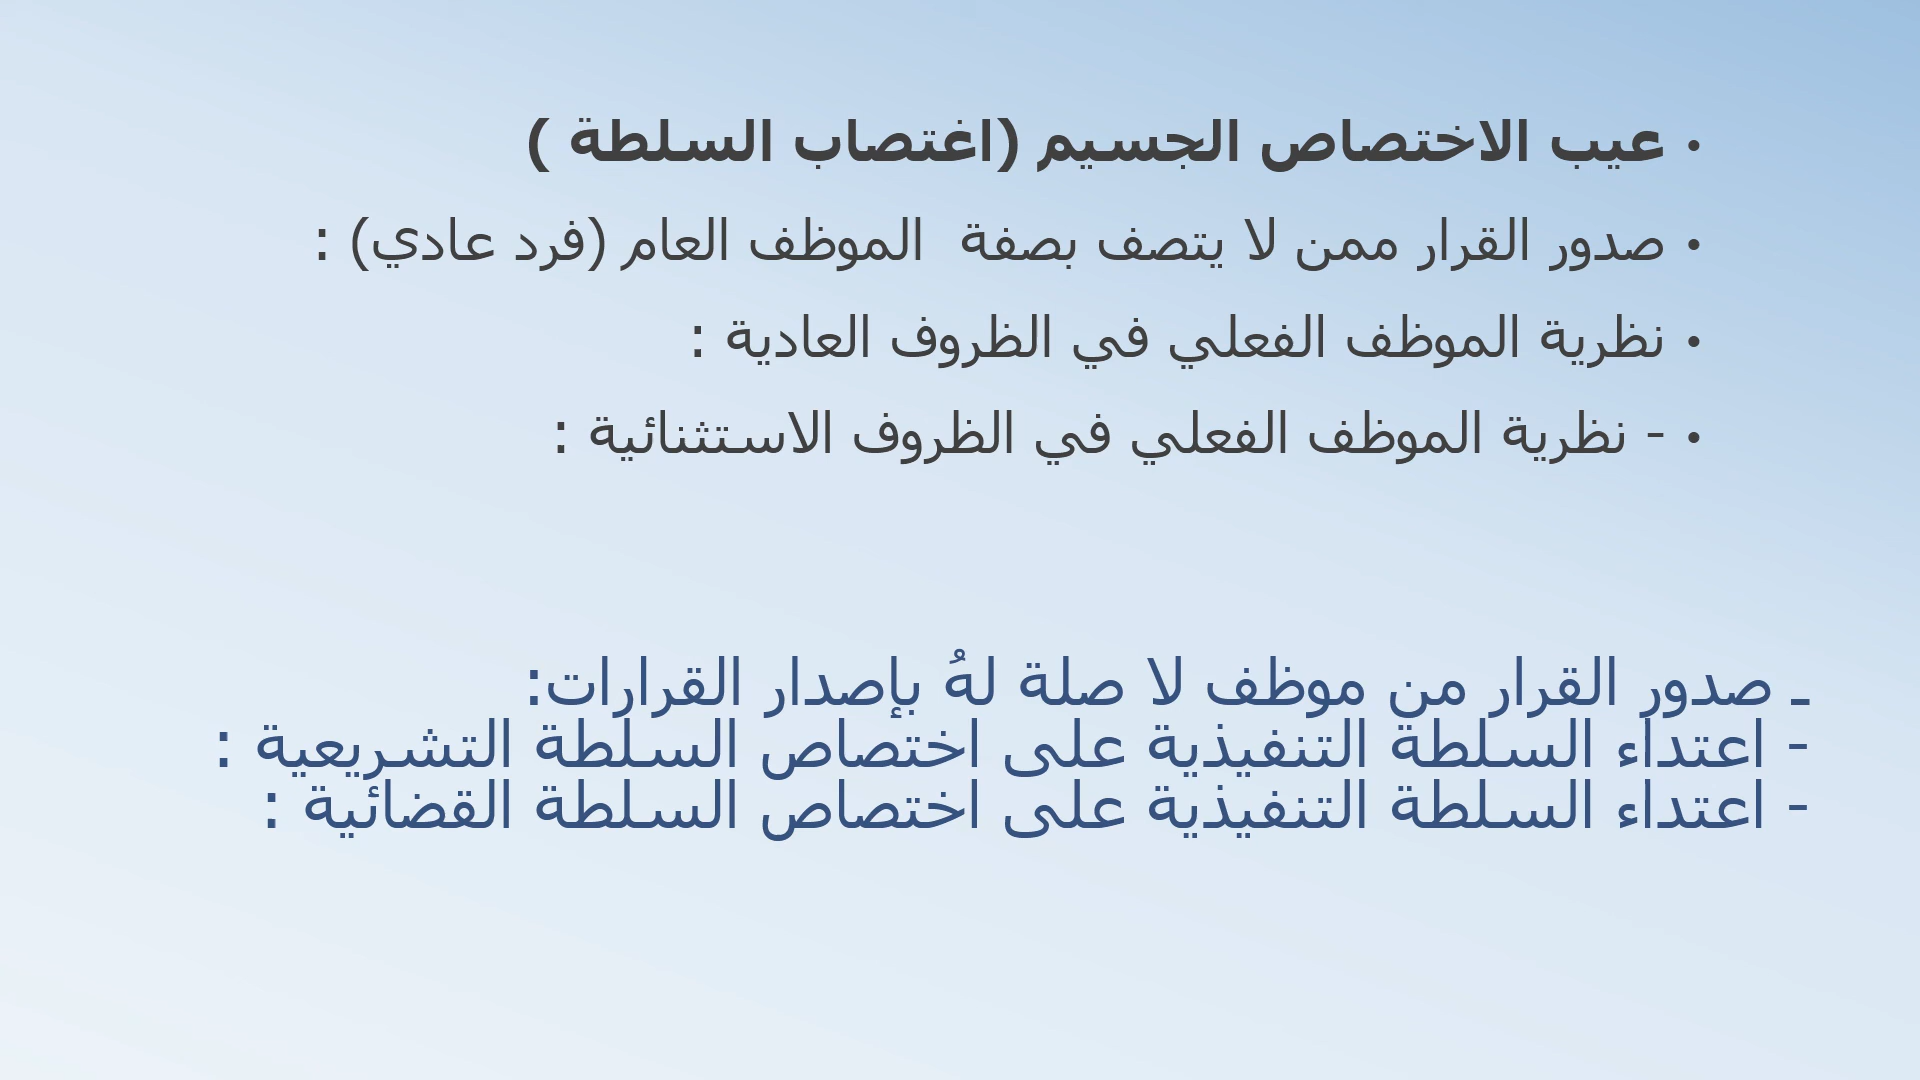 • عيب الاختصاص الجسيم (اغتصاب السلطة )
• صدور القرار ممن لا يتصف بصفة  الموظف العام (فرد عادي) :
• نظرية الموظف الفعلي في الظروف العادية :
• - نظرية الموظف الفعلي في الظروف الاستثنائية :
ـ صدور القرار من موظف لا صلة لهُ بإصدار القرارات:
- اعتداء السلطة التنفيذية على اختصاص السلطة التشريعية :
- اعتداء السلطة التنفيذية على اختصاص السلطة القضائية :